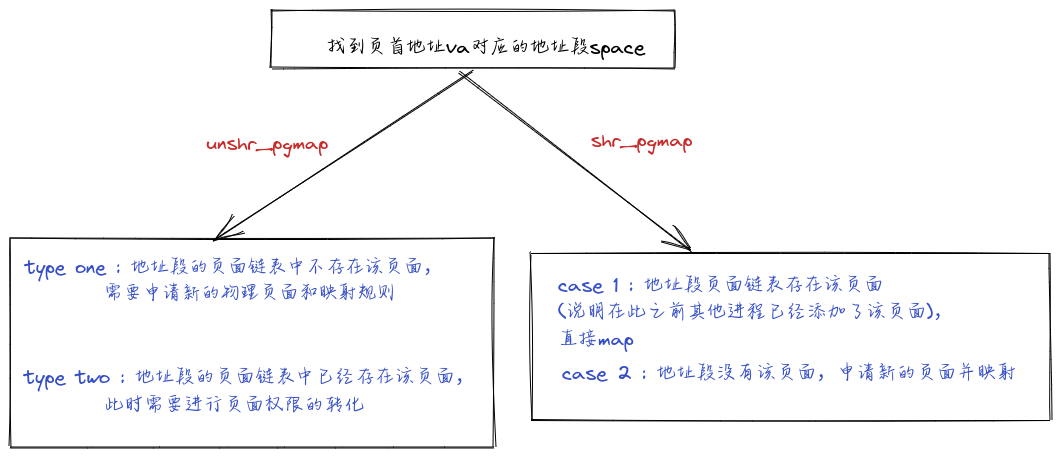 找到页首地址va对应的地址段space
unshr_pgmap
shr_pgmap
type one：地址段的页面链表中不存在该页面，
需要申请新的物理页面和映射规则
type two：地址段的页面链表中已经存在该页面，
此时需要进行页面权限的转化
case 1：地址段页面链表存在该页面
(说明在此之前其他进程已经添加了该页面)，
直接map
case 2：地址段没有该页面，申请新的页面并映射